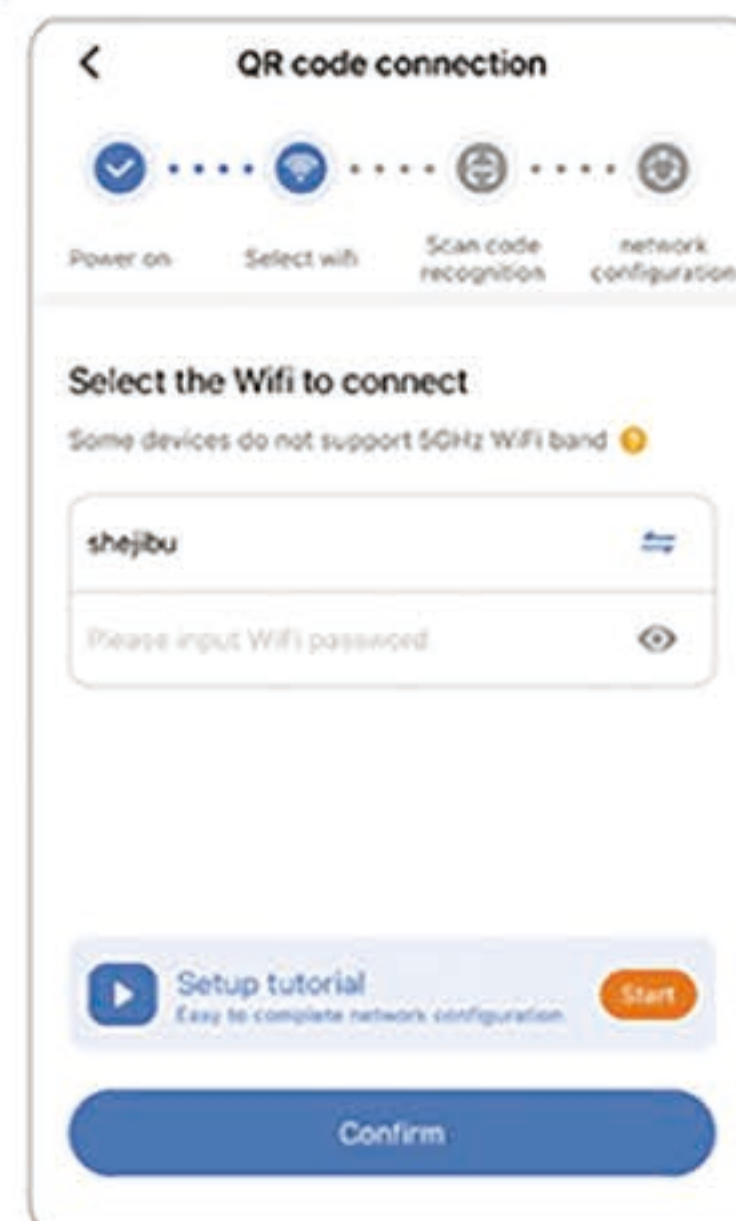 QR code connection
Power on
Select wifi
Scan code
recognition
network
configuration
Select the Wifi to connect
Some devices do not support 5GHz WiFi band
shejibu
Please input WiFi password
Setup tutorial
Easy to complete network configuration
Start
Confirm